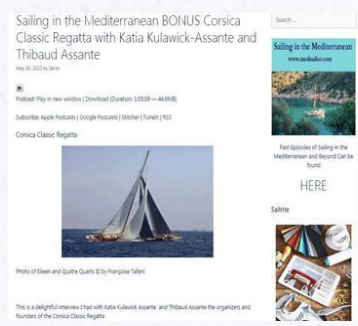 Sailing in the Mediterranean BONUS Corsica
Classic Regatta with Katia Kulawick-Assante and
Thibaud Assante
May 30, 2020 by Sailor
Podcast: Play in new window | Download (Duration: 1:05:09 — 44.8MB)
Subscribe: Apple Podcasts | Google Podcasts | Stitcher | TuneIn | RSS
Corsica Classic Regatta
Photo of Eileen and Quatre Quarts II by Françoise Tafani
This is a delightful interview I had with Katia Kulawick Assante and Thibaud Assante the organizers and
founders of the Corsica Classic Regatta
Search ...
Sailing in the Mediterranean
www.medsailor.com
Past Episodes of Sailing in the
Mediterranean and Beyond Can be
found
HERE
Sailrite